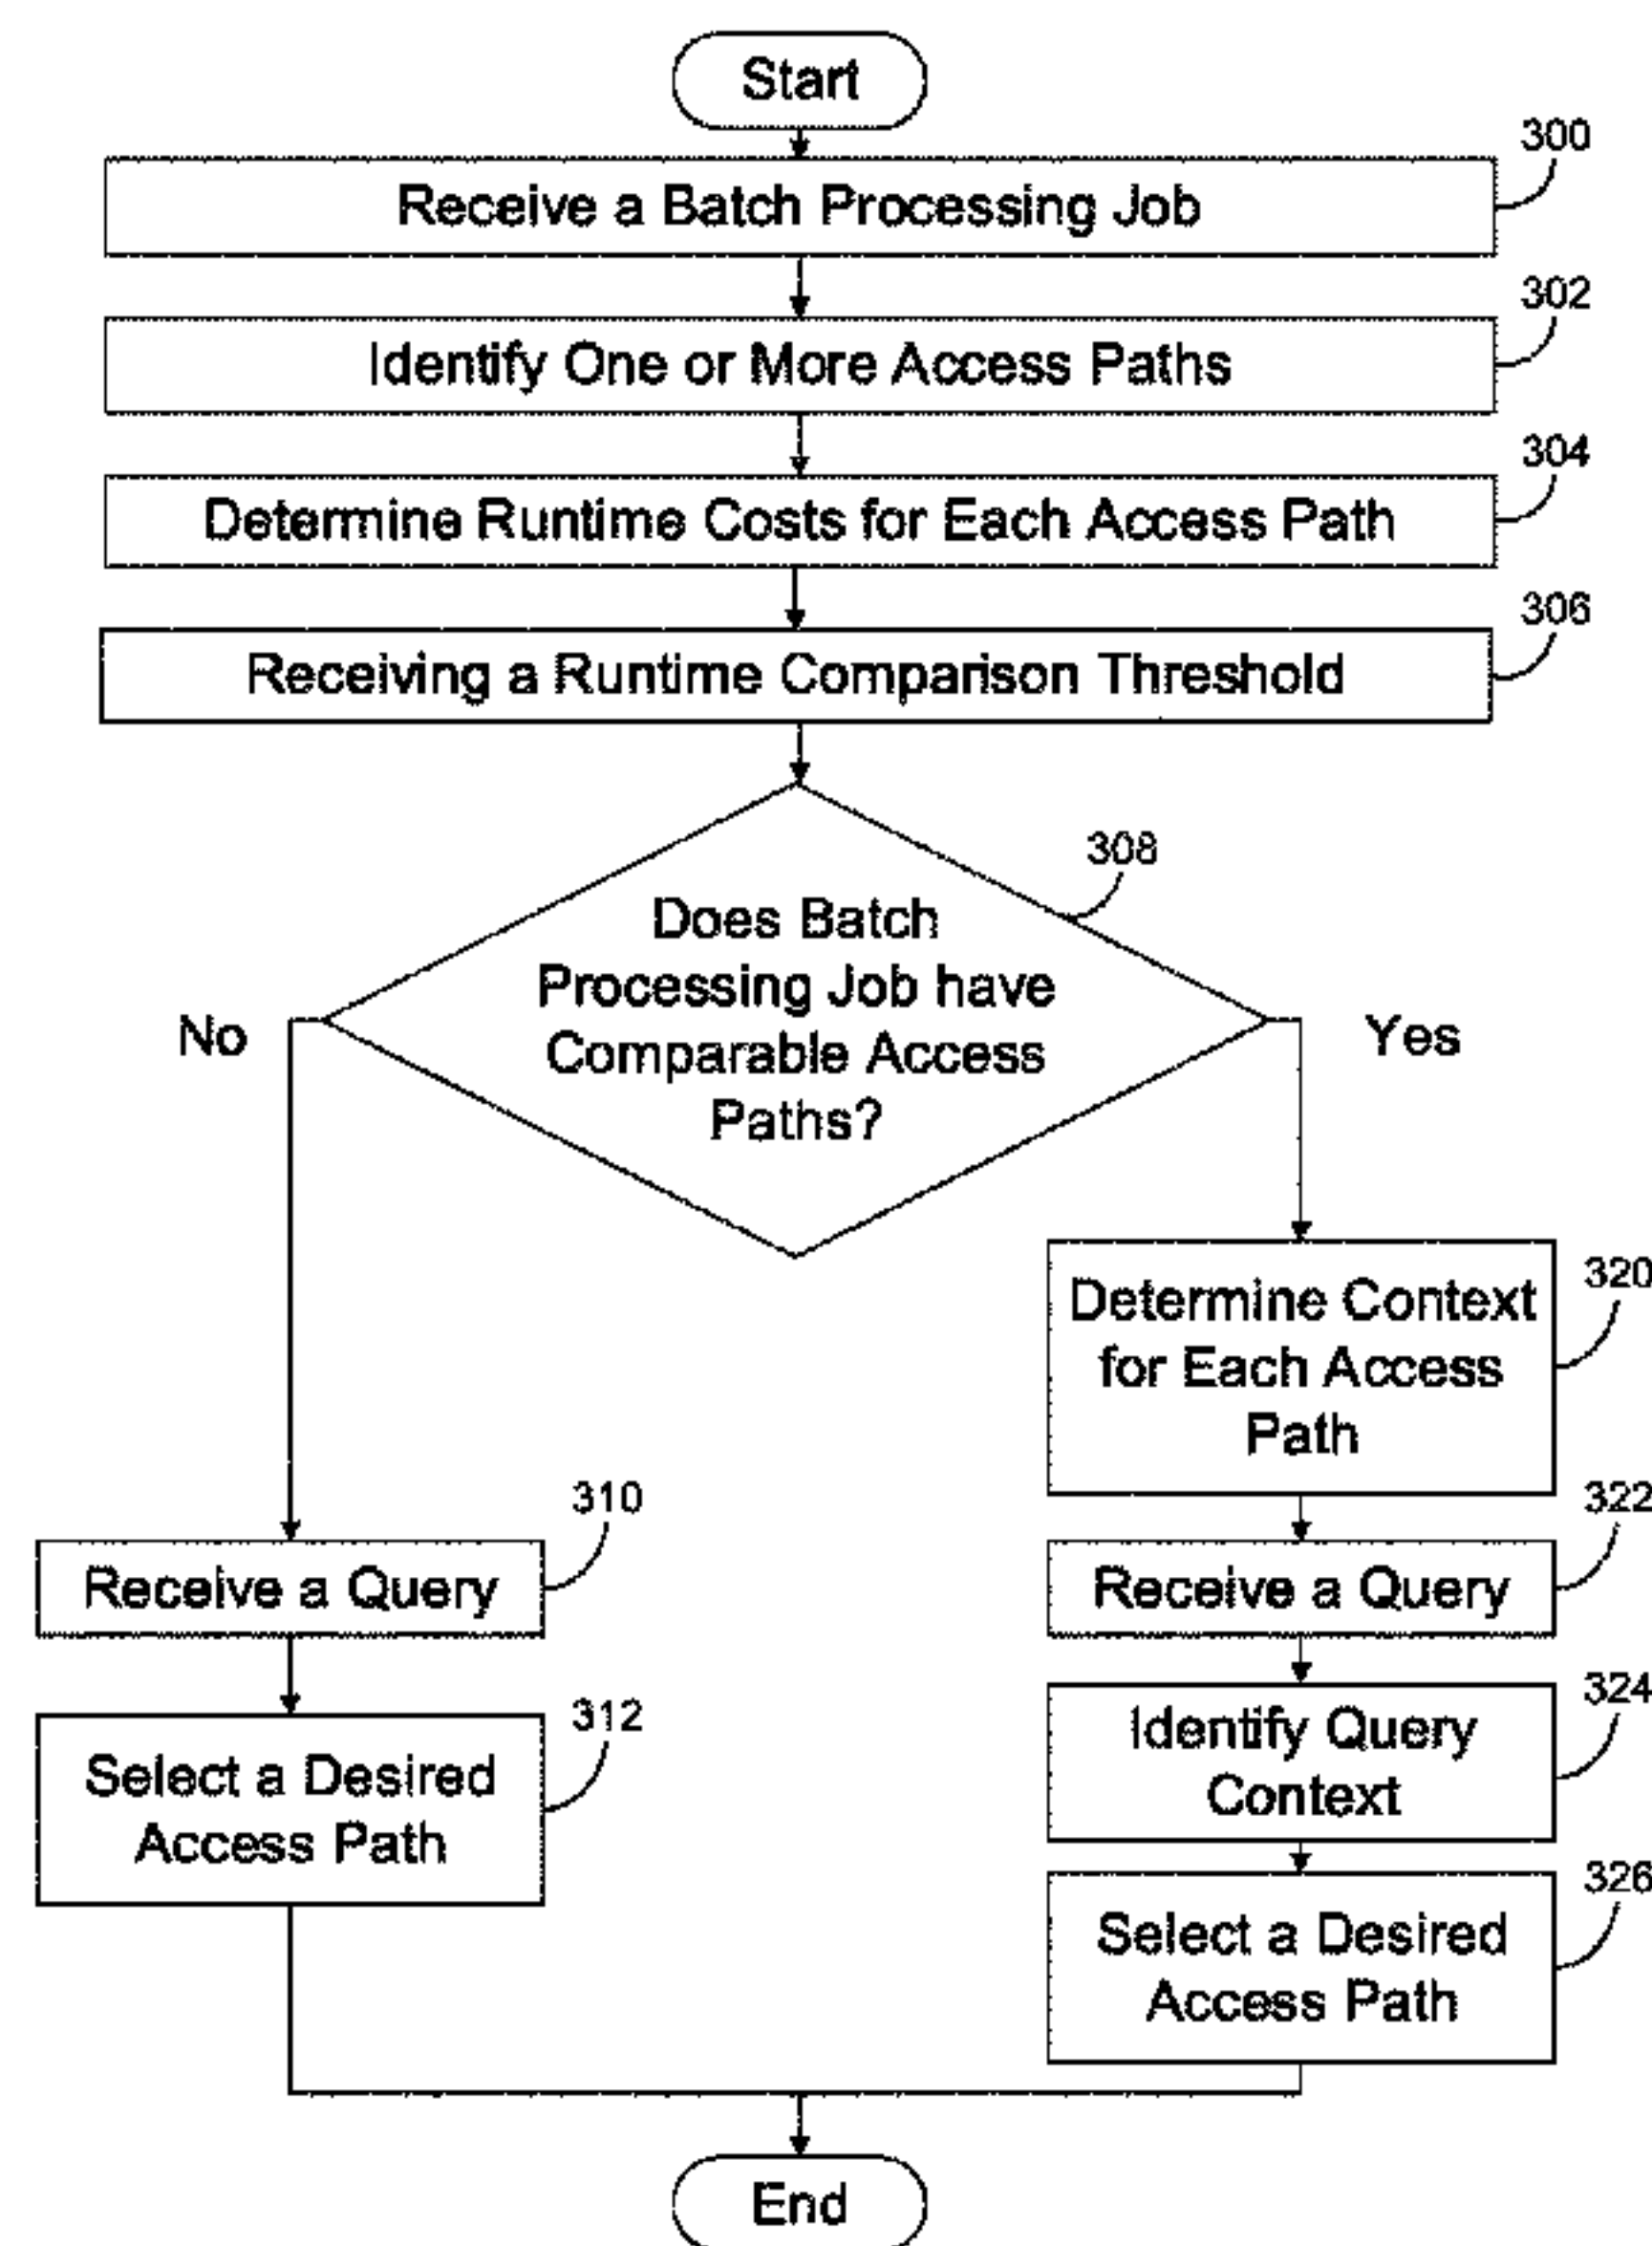 Start
300
Receive a Batch Processing Job
302
Identify One or More Access Paths
304
Determine Runtime Costs for Each Access Path
306
Receiving a Runtime Comparison Threshold
308
Does Batch
Processing Job have
Comparable Access
Paths?
No
Yes
310
Receive a Query
312
Select a Desired
Access Path
320
Determine Context
for Each Access
Path
322
Receive a Query
324
Identify Query
Context
326
Select a Desired
Access Path
End